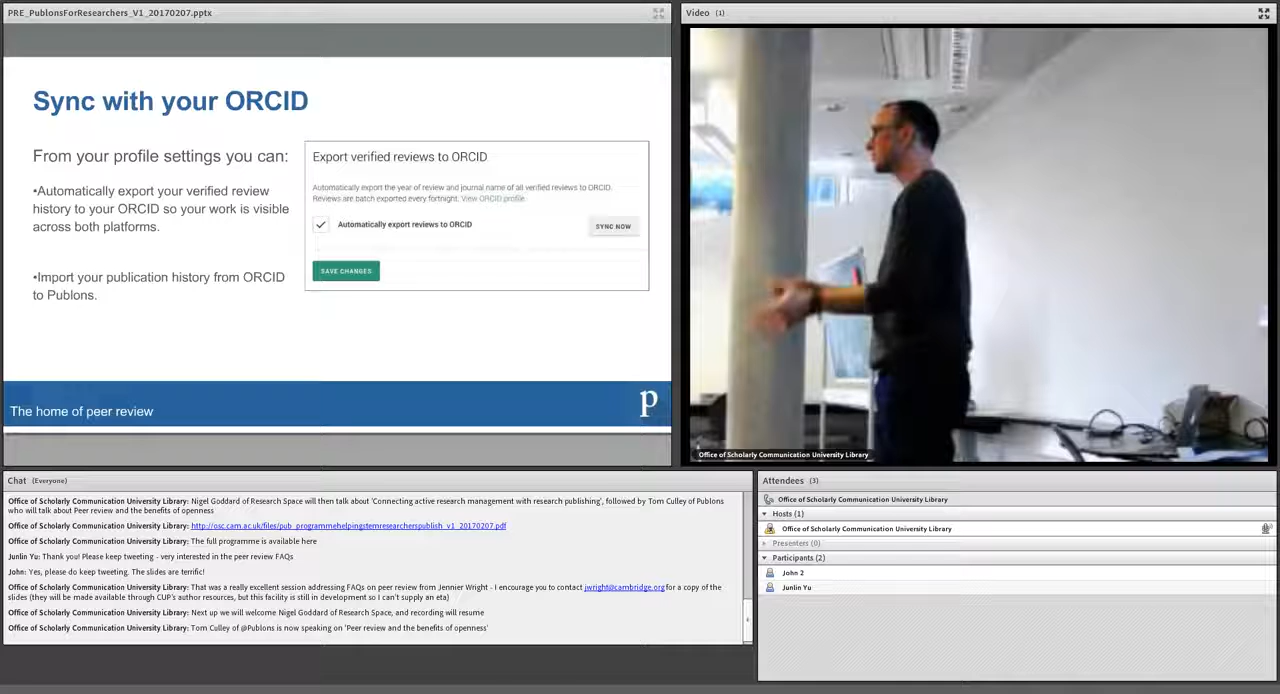 PRE_PublonsForResearchers_V1_20170207.pptx
Sync with your ORCID
From your profile settings you can:
•Automatically export your verified review
history to your ORCID so your work is visible
across both platforms.
•Import your publication history from ORCID
to Publons.
Export verified reviews to ORCID
Automatically export the year of review and journal name of all verified reviews to ORCID.
Reviews are batch exported every fortnight. View ORCID profile.
Automatically export reviews to ORCID
SYNC NOW
SAVE CHANGES
The home of peer review
p
Video (1)
Office of Scholarly Communication University Library
Chat (Everyone)
Office of Scholarly Communication University Library: Nigel Goddard of Research Space will then talk about 'Connecting active research management with research publishing', followed by Tom Culley of Publons
who will talk about Peer review and the benefits of openness
Office of Scholarly Communication University Library: http://osc.cam.ac.uk/files/pub_programmehelpingstemresearcherspublish_v1_20170207.pdf
Office of Scholarly Communication University Library: The full programme is available here
Junlin Yu: Thank you! Please keep tweeting - very interested in the peer review FAQs
John: Yes, please do keep tweeting. The slides are terrific!
Office of Scholarly Communication University Library: That was a really excellent session addressing FAQs on peer review from Jennier Wright - I encourage you to contact jwright@cambridge.org for a copy of the
slides (they will be made available through CUP's author resources, but this facility is still in development so I can't supply an eta)
Office of Scholarly Communication University Library: Next up we will welcome Nigel Goddard of Research Space, and recording will resume
Office of Scholarly Communication University Library: Tom Culley of @Publons is now speaking on 'Peer review and the benefits of openness'
Attendees (3)
Office of Scholarly Communication University Library
Hosts (1)
Office of Scholarly Communication University Library
Presenters (0)
Participants (2)
John 2
Junlin Yu